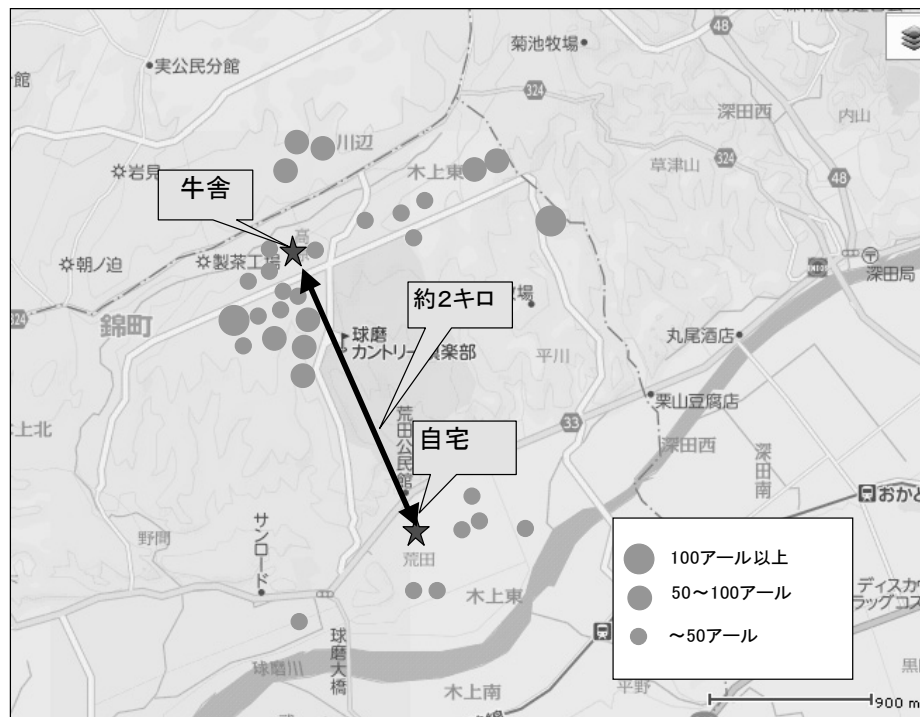 48
菊池牧場
実公民分館
324
深田西
内山
川辺
岩見
木上東
草津山
324
48
牛舎
製茶工場
朝ノ迫
深田局
324
約2キロ
牧場
丸尾酒店
錦町
球磨
カントリー倶楽部
平川
栗山豆腐店
木上北
荒田公民館
自宅
33
深田西
深田南
おかど
サンロード
野間
荒田
100アール以上
50～100アール
～50アール
木上東
ディスカウ
ラッグコス
球磨大橋
球磨川
木上南
平野
900 m